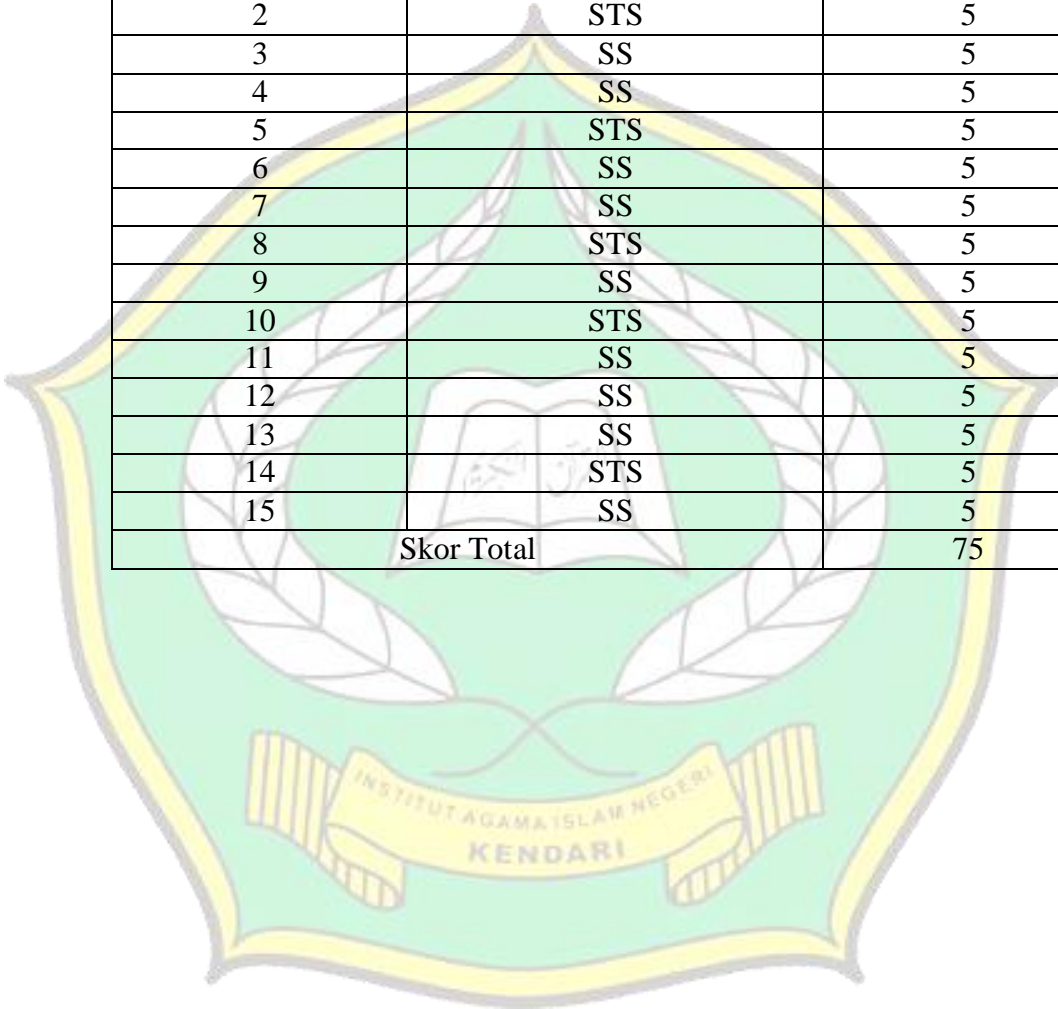 2 STS 5
3 SS 5
4 SS 5
5 STS 5
6 SS 5
7 SS 5
8 STS 5
9 SS 5
10 STS 5
11 SS 5
12 SS 5
13 SS 5
14 STS 5
15 SS 5
Skor Total 75
INSTITUT AGAMA ISLAM NEGERI
KENDARI